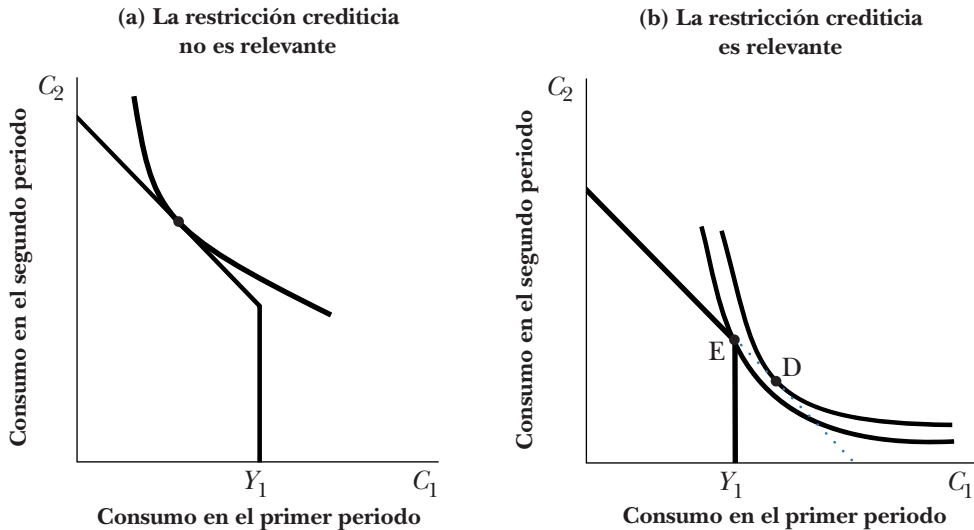 (a) La restricción crediticia
no es relevante
C2
Consumo en el segundo periodo
Y1
C1
Consumo en el primer periodo
(b) La restricción crediticia
es relevante
C2
Consumo en el segundo periodo
E
D
Y1
C1
Consumo en el primer periodo